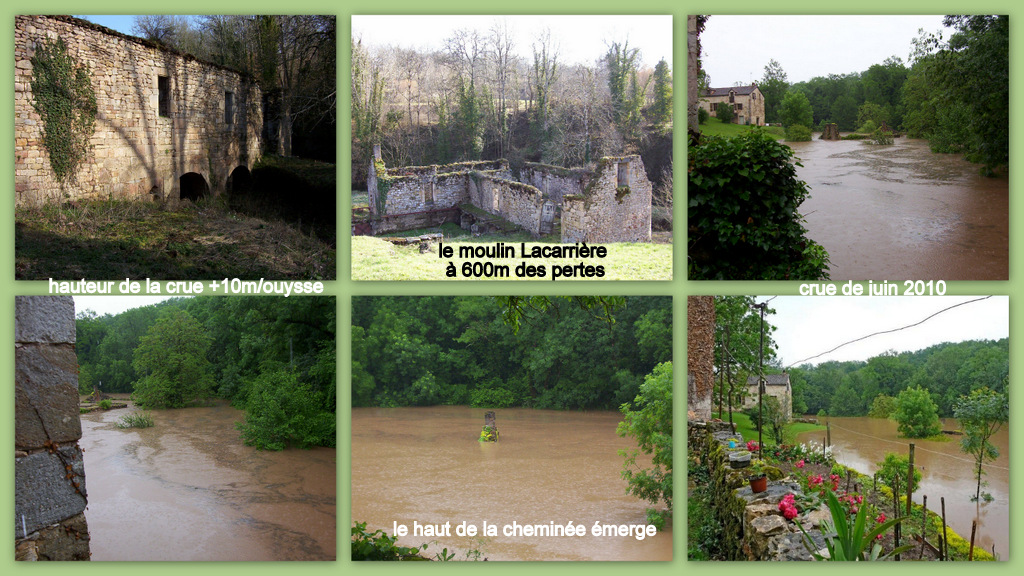 le moulin Lacarrière
à 600m des pertes
hauteur de la crue +10m/ouysse
crue de juin 2010
le haut de la cheminée émerge